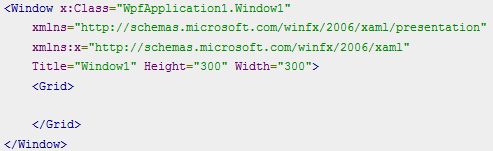 <Window x:Class="WpfApplication1.Window1"
xmlns="http://schemas.microsoft.com/winfx/2006/xaml/presentation"
xmlns:x="http://schemas.microsoft.com/winfx/2006/xaml"
Title="Window1" Height="300" Width="300">
<Grid>
</Grid>
</Window>